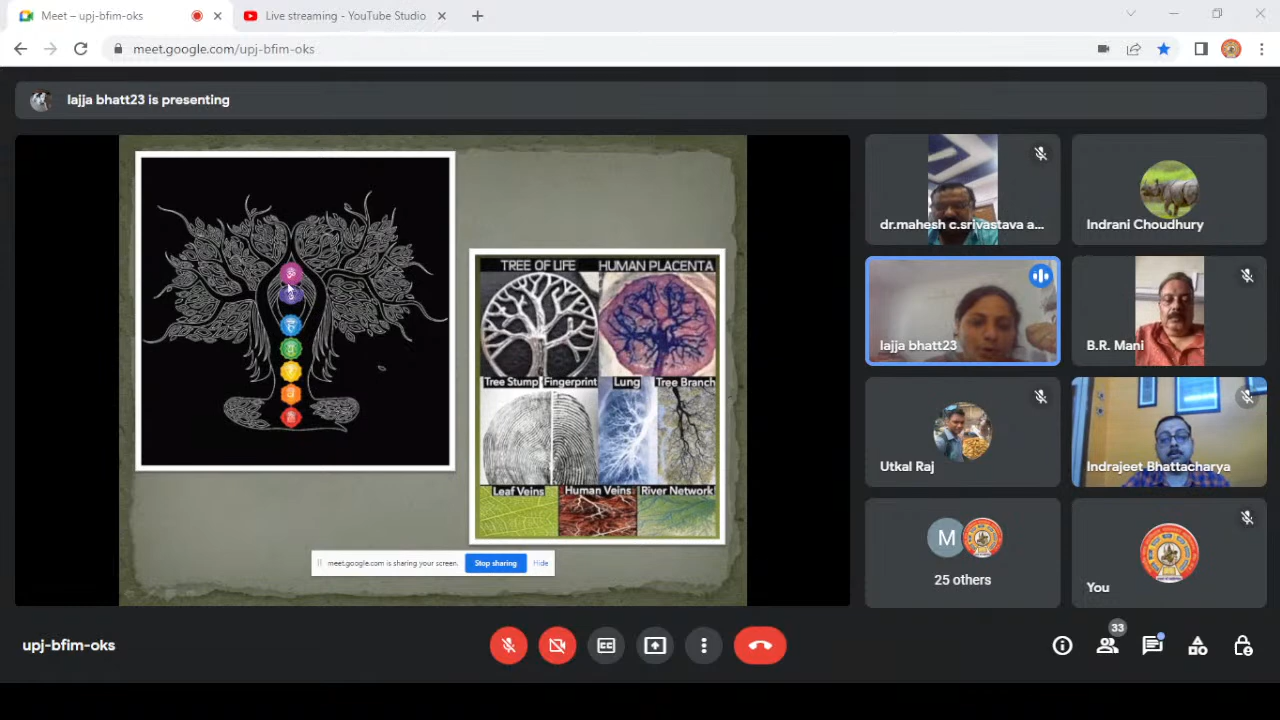 Meet – upj-bfim-oks
Live streaming - YouTube Studio
meet.google.com/upj-bfim-oks
lajja bhatt23 is presenting
TREE OF LIFE
HUMAN PLACENTA
Tree Stump
Fingerprint
Lung
Tree Branch
Leaf Veins
Human Veins
River Network
meet.google.com is sharing your screen.
Stop sharing
Hide
dr.mahesh c.srivastava a...
Indrani Choudhury
lajja bhatt23
B.R. Mani
Utkal Raj
Indrajeet Bhattacharya
M
25 others
You
upj-bfim-oks
CC
33